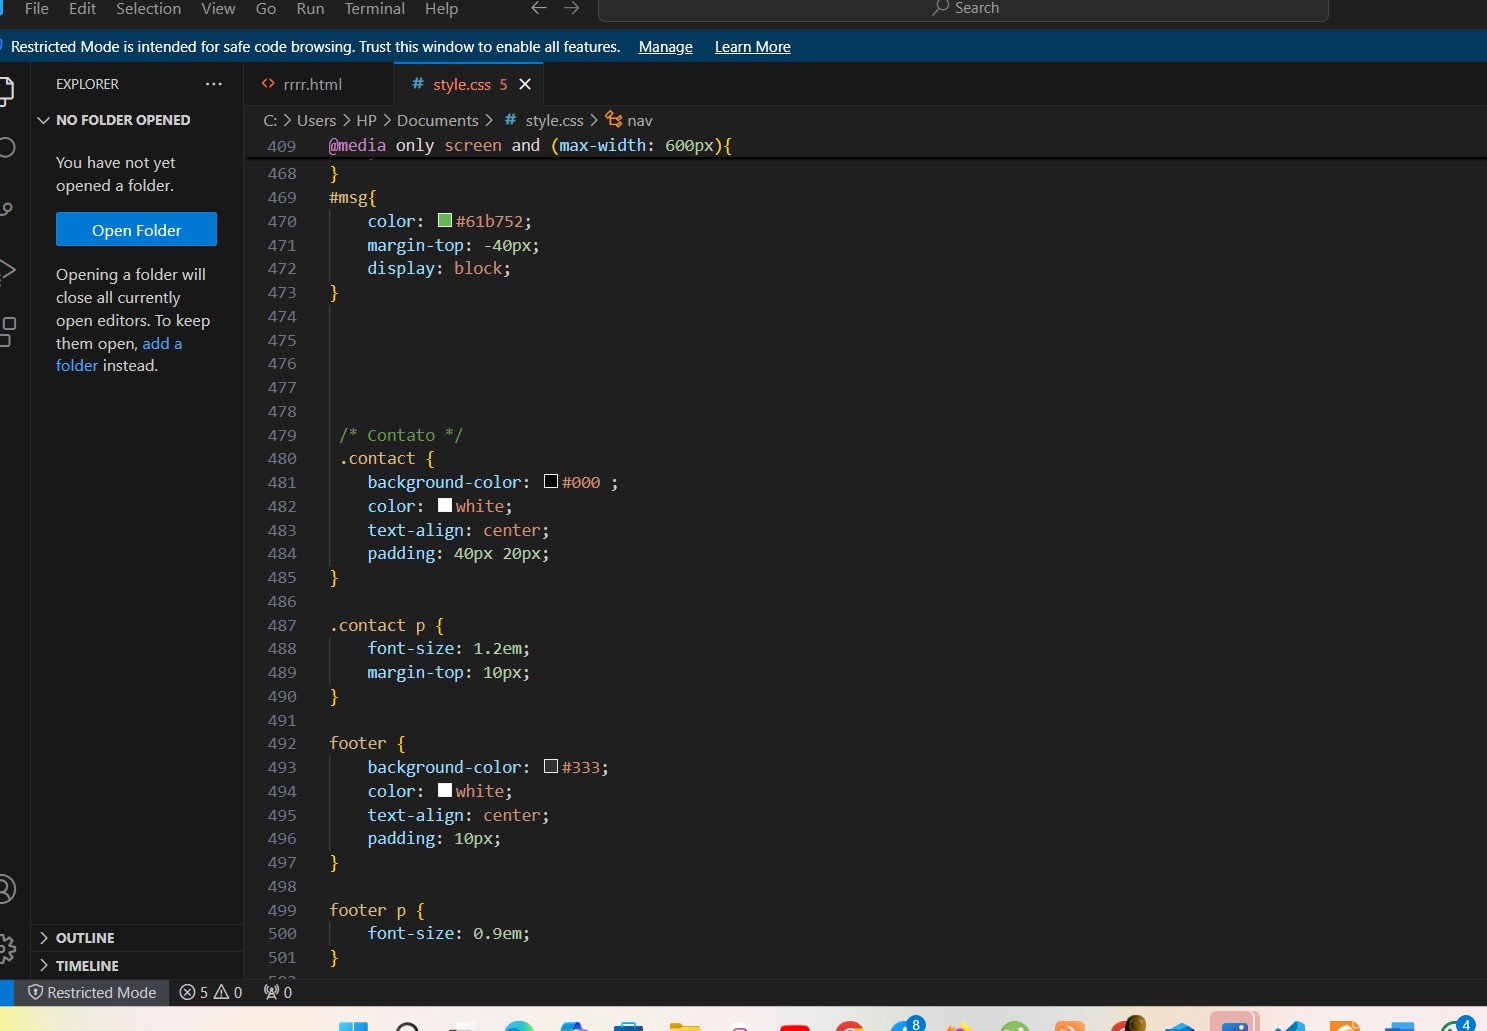 File Edit Selection View Go Run Terminal Help
Search
Restricted Mode is intended for safe code browsing. Trust this window to enable all features. Manage Learn More
EXPLORER
NO FOLDER OPENED
You have not yet
opened a folder.
Open Folder
Opening a folder will
close all currently
open editors. To keep
them open, add a
folder instead.
OUTLINE
TIMELINE
<> rrrr.html
# style.css 5
C: > Users > HP > Documents > # style.css > nav
409 @media only screen and (max-width: 600px){
468 }
469 #msg{
470 color: #61b752;
471 margin-top: -40px;
472 display: block;
473 }
474
475
476
477
478
479 /* Contato */
480 .contact {
481 background-color: #000 ;
482 color: white;
483 text-align: center;
484 padding: 40px 20px;
485 }
486
487 .contact p {
488 font-size: 1.2em;
489 margin-top: 10px;
490 }
491
492 footer {
493 background-color: #333;
494 color: white;
495 text-align: center;
496 padding: 10px;
497 }
498
499 footer p {
500 font-size: 0.9em;
501 }
Restricted Mode 5 0 0
8 4